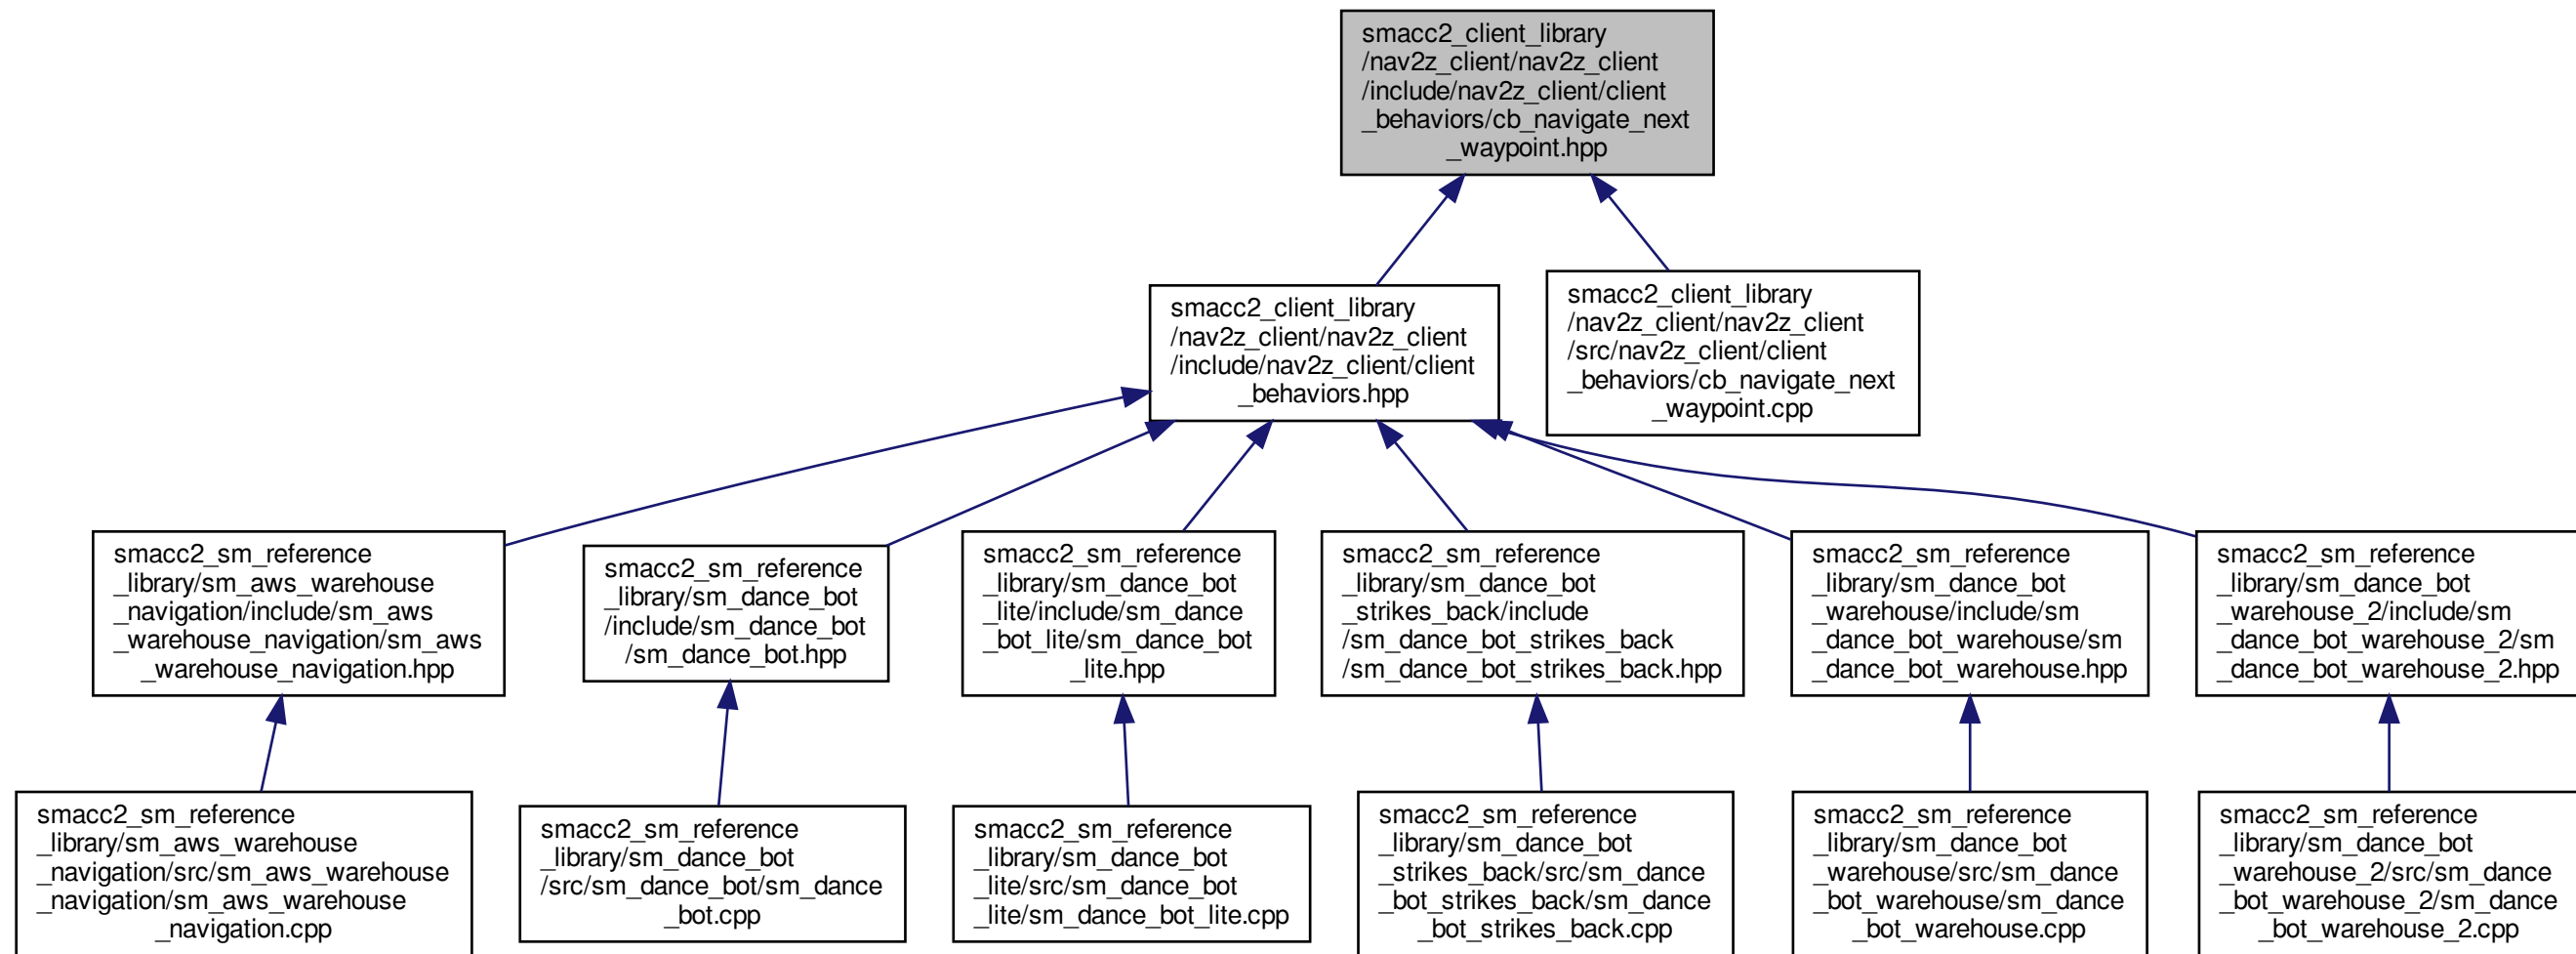 smacc2_client_library
/nav2z_client/nav2z_client
/include/nav2z_client/client
_behaviors/cb_navigate_next
_waypoint.hpp
smacc2_client_library
/nav2z_client/nav2z_client
/include/nav2z_client/client
_behaviors.hpp
smacc2_client_library
/nav2z_client/nav2z_client
/src/nav2z_client/client
_behaviors/cb_navigate_next
_waypoint.cpp
smacc2_sm_reference
_library/sm_aws_warehouse
_navigation/include/sm_aws
_warehouse_navigation/sm_aws
_warehouse_navigation.hpp
smacc2_sm_reference
_library/sm_dance_bot
/include/sm_dance_bot
/sm_dance_bot.hpp
smacc2_sm_reference
_library/sm_dance_bot
_lite/include/sm_dance
_bot_lite/sm_dance_bot
_lite.hpp
smacc2_sm_reference
_library/sm_dance_bot
_strikes_back/include
/sm_dance_bot_strikes_back
/sm_dance_bot_strikes_back.hpp
smacc2_sm_reference
_library/sm_dance_bot
_warehouse/include/sm
_dance_bot_warehouse/sm
_dance_bot_warehouse.hpp
smacc2_sm_reference
_library/sm_dance_bot
_warehouse_2/include/sm
_dance_bot_warehouse_2/sm
_dance_bot_warehouse_2.hpp
smacc2_sm_reference
_library/sm_aws_warehouse
_navigation/src/sm_aws_warehouse
_navigation/sm_aws_warehouse
_navigation.cpp
smacc2_sm_reference
_library/sm_dance_bot
/src/sm_dance_bot/sm_dance
_bot.cpp
smacc2_sm_reference
_library/sm_dance_bot
_lite/src/sm_dance_bot
_lite/sm_dance_bot_lite.cpp
smacc2_sm_reference
_library/sm_dance_bot
_strikes_back/src/sm_dance
_bot_strikes_back/sm_dance
_bot_strikes_back.cpp
smacc2_sm_reference
_library/sm_dance_bot
_warehouse/src/sm_dance
_bot_warehouse/sm_dance
_bot_warehouse.cpp
smacc2_sm_reference
_library/sm_dance_bot
_warehouse_2/src/sm_dance
_bot_warehouse_2/sm_dance
_bot_warehouse_2.cpp